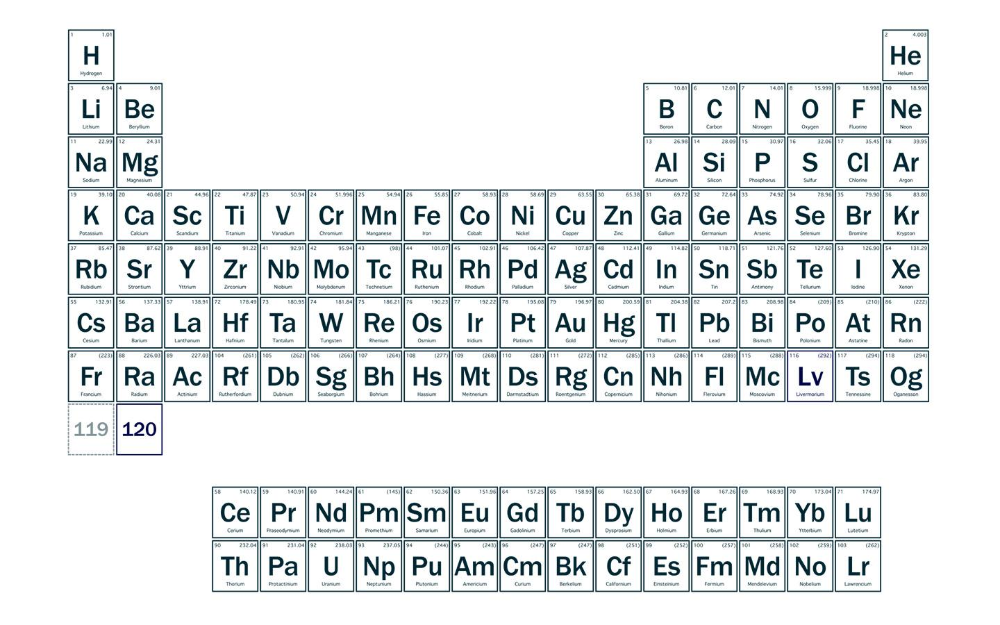 1 1.01 2 4.003
H He
Hydrogen Helium
3 6.94 4 9.01 5 10.81 6 12.01 7 14.01 8 15.999 9 18.998 10 18.998
Li Be B C N O F Ne
Lithium Beryllium Boron Carbon Nitrogen Oxygen Fluorine Neon
11 22.99 12 24.31 13 26.98 14 28.09 15 30.97 16 32.06 17 35.45 18 39.95
Na Mg Al Si P S Cl Ar
Sodium Magnesium Aluminum Silicon Phosphorus Sulfur Chlorine Argon
19 39.10 20 40.08 21 44.96 22 47.87 23 50.94 24 51.996 25 54.94 26 55.85 27 58.93 28 58.69 29 63.55 30 65.38 31 69.72 32 72.64 33 74.92 34 78.96 35 79.90 36 83.80
K Ca Sc Ti V Cr Mn Fe Co Ni Cu Zn Ga Ge As Se Br Kr
Potassium Calcium Scandium Titanium Vanadium Chromium Manganese Iron Cobalt Nickel Copper Zinc Gallium Germanium Arsenic Selenium Bromine Krypton
37 85.47 38 87.62 39 88.91 40 91.22 41 92.91 42 95.94 43 (98) 44 101.07 45 102.91 46 106.42 47 107.87 48 112.41 49 114.82 50 118.71 51 121.76 52 127.60 53 126.90 54 131.29
Rb Sr Y Zr Nb Mo Tc Ru Rh Pd Ag Cd In Sn Sb Te I Xe
Rubidium Strontium Yttrium Zirconium Niobium Molybdenum Technetium Ruthenium Rhodium Palladium Silver Cadmium Indium Tin Antimony Tellurium Iodine Xenon
55 132.91 56 137.33 57 138.91 72 178.49 73 180.95 74 181.84 75 186.21 76 190.23 77 192.22 78 195.08 79 196.97 80 200.59 81 204.38 82 207.2 83 208.98 84 (209) 85 (210) 86 (222)
Cs Ba La Hf Ta W Re Os Ir Pt Au Hg Tl Pb Bi Po At Rn
Cesium Barium Lanthanum Hafnium Tantalum Tungsten Rhenium Osmium Iridium Platinum Gold Mercury Thallium Lead Bismuth Polonium Astatine Radon
87 (223) 88 226.03 89 227.03 104 (261) 105 (262) 106 (266) 107 (264) 108 (277) 109 (268) 110 (281) 111 (272) 112 (285) 113 (286) 114 (289) 115 (288) 116 (292) 117 (294) 118 (294)
Fr Ra Ac Rf Db Sg Bh Hs Mt Ds Rg Cn Nh Fl Mc Lv Ts Og
Francium Radium Actinium Rutherfordium Dubnium Seaborgium Bohrium Hassium Meitnerium Darmstadtium Roentgenium Copernicium Nihonium Flerovium Moscovium Livermorium Tennessine Oganesson
119 120
58 140.12 59 140.91 60 144.24 61 (145) 62 150.36 63 151.96 64 157.25 65 158.93 66 162.50 67 164.93 68 167.26 69 168.93 70 173.04 71 174.97
Ce Pr Nd Pm Sm Eu Gd Tb Dy Ho Er Tm Yb Lu
Cerium Praseodymium Neodymium Promethium Samarium Europium Gadolinium Terbium Dysprosium Holmium Erbium Thulium Ytterbium Lutetium
90 232.04 91 231.04 92 238.03 93 237.05 94 (244) 95 (243) 96 (247) 97 (247) 98 (251) 99 (252) 100 (257) 101 (258) 102 (259) 103 (262)
Th Pa U Np Pu Am Cm Bk Cf Es Fm Md No Lr
Thorium Protactinium Uranium Neptunium Plutonium Americium Curium Berkelium Californium Einsteinium Fermium Mendelevium Nobelium Lawrencium